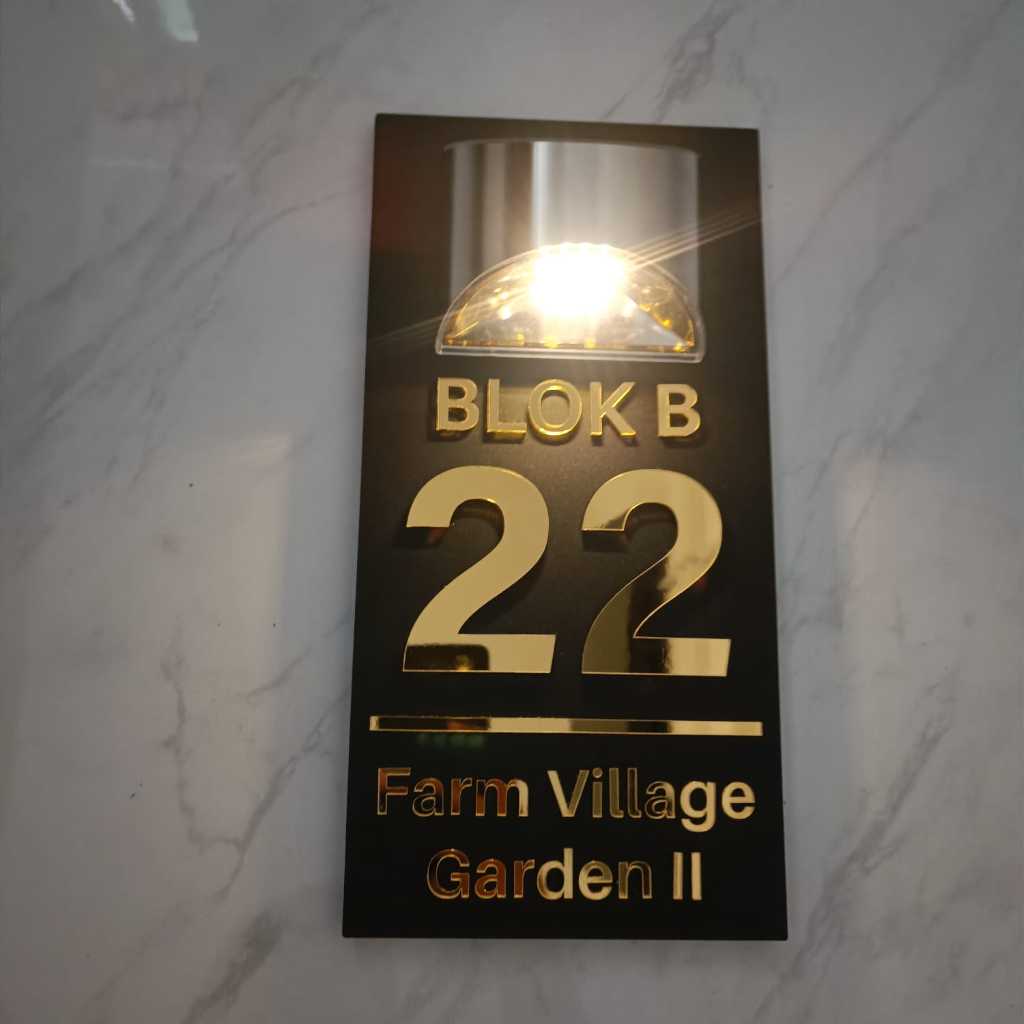 BLOK B
22
Farm Village
Garden II